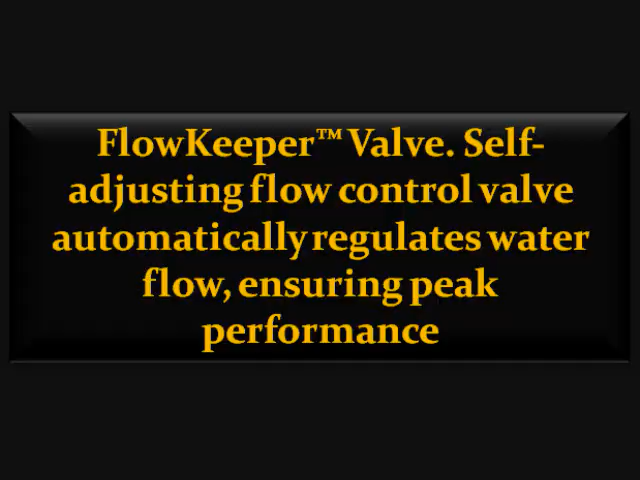 FlowKeeper™ Valve. Self-
adjusting flow control valve
automatically regulates water
flow, ensuring peak
performance